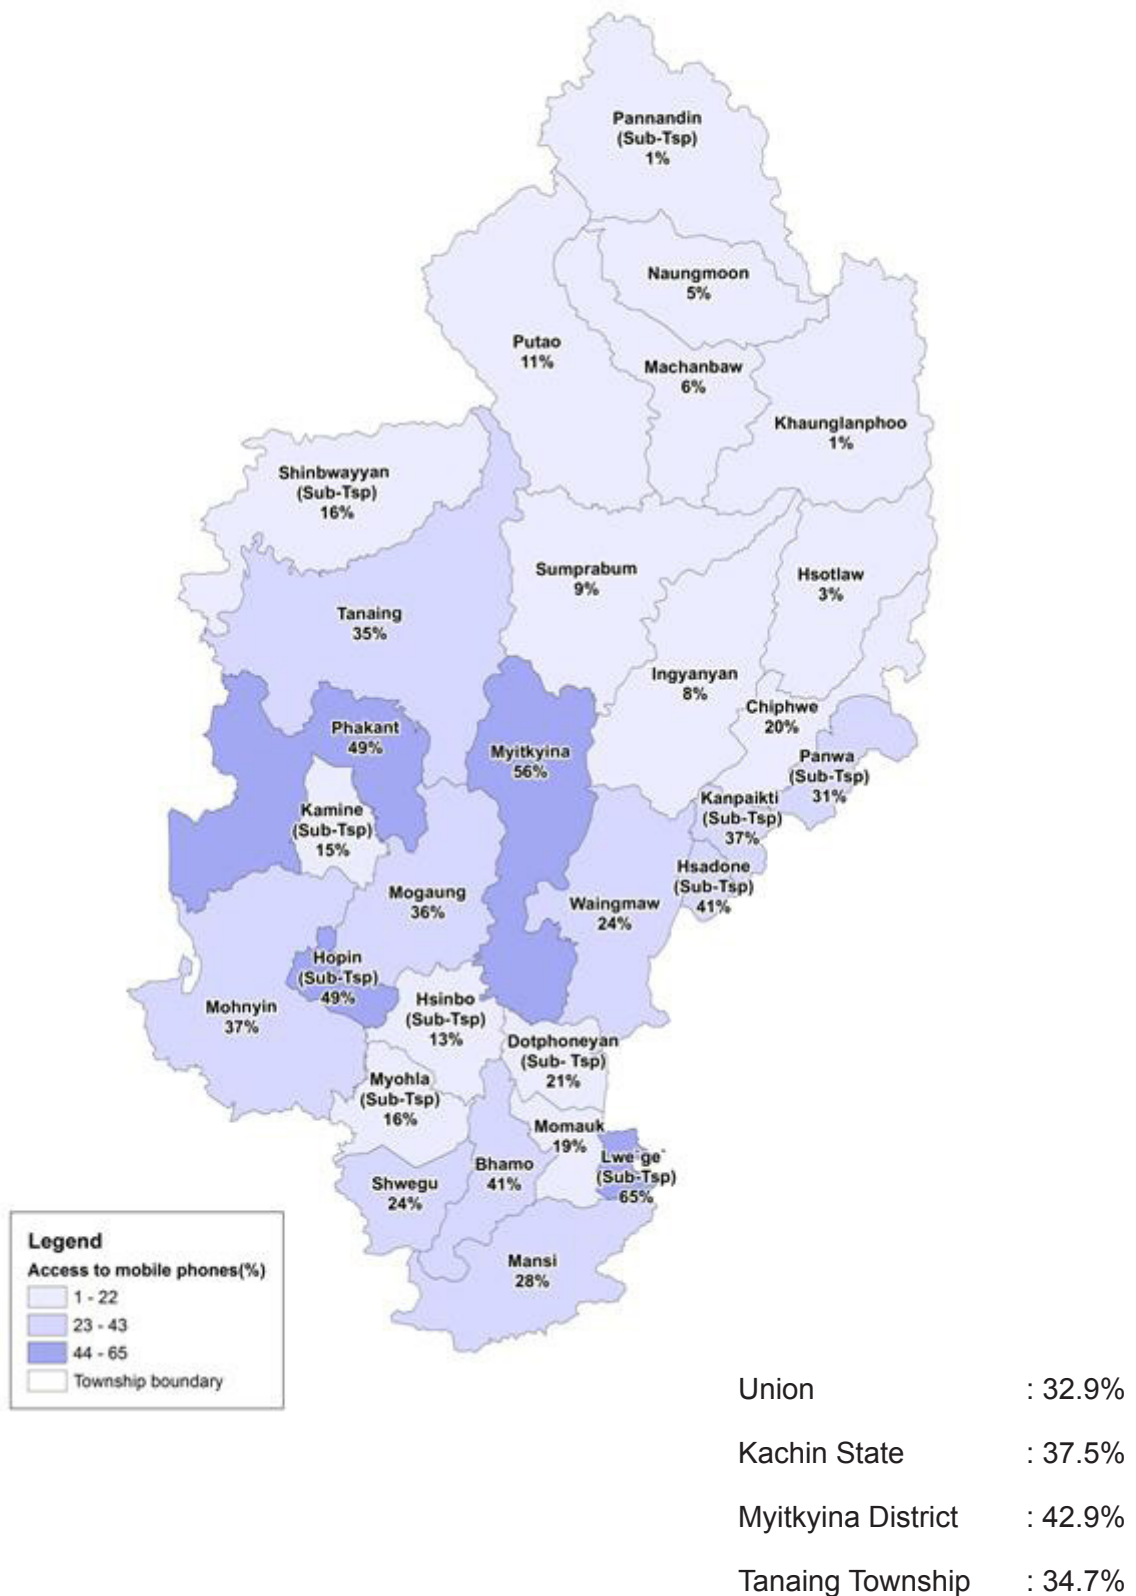 Pannandin
(Sub-Tsp)
1%
Naungmoon
5%
Putao
11%
Machanbaw
6%
Khaunglanphoo
1%
Shinbwayyan
(Sub-Tsp)
16%
Sumprabum
9%
Hsotlaw
3%
Tanaing
35%
Ingyanyan
8%
Chiphwe
20%
Phakant
49%
Myitkyina
56%
Panwa
(Sub-Tsp)
31%
Kanpaikti
(Sub-Tsp)
37%
Kamine
(Sub-Tsp)
15%
Hsadone
(Sub-Tsp)
41%
Mogaung
36%
Waingmaw
24%
Hopin
(Sub-Tsp)
49%
Mohnyin
37%
Hsinbo
(Sub-Tsp)
13%
Dotphoneyan
(Sub- Tsp)
21%
Myohla
(Sub-Tsp)
16%
Momauk
19%
Lwe`ge`
(Sub-Tsp)
65%
Bhamo
41%
Shwegu
24%
Mansi
28%
Legend
Access to mobile phones(%)
1 - 22
23 - 43
44 - 65
Township boundary
Union : 32.9%
Kachin State : 37.5%
Myitkyina District : 42.9%
Tanaing Township : 34.7%